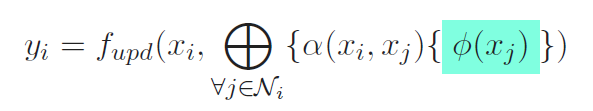 y_i = f_{upd}(x_i, \bigoplus_{\forall j \in \mathcal{N}_i} \{\alpha(x_i, x_j)\{ \phi(x_j) \}\})